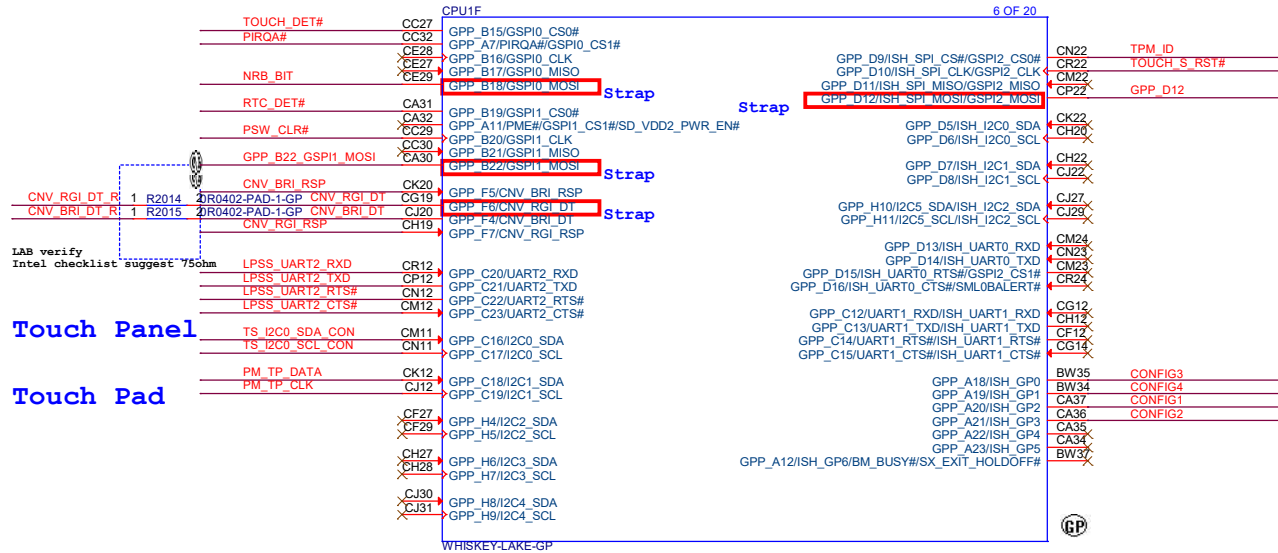 CPU1F 6 OF 20
TOUCH_DET# CC27 GPP_B15/GSPI0_CS0#
PIRQA# CC32 GPP_A7/PIRQA#/GSPI0_CS1#
CE28 GPP_B16/GSPI0_CLK
CE27 GPP_B17/GSPI0_MISO
NRB_BIT CE29 GPP_B18/GSPI0_MOSI Strap
RTC_DET# CA31 GPP_B19/GSPI1_CS0#
CA32 GPP_A11/PME#/GSPI1_CS1#/SD_VDD2_PWR_EN#
PSW_CLR# CC29 GPP_B20/GSPI1_CLK
CC30 GPP_B21/GSPI1_MISO
GPP_B22_GSPI1_MOSI CA30 GPP_B22/GSPI1_MOSI Strap
CNV_BRI_RSP CK20 GPP_F5/CNV_BRI_RSP
CNV_RGI_DT_R 1 R2014 2 0R0402-PAD-1-GP CNV_RGI_DT CG19 GPP_F6/CNV_RGI_DT Strap
CNV_BRI_DT_R 1 R2015 2 0R0402-PAD-1-GP CNV_BRI_DT CJ20 GPP_F4/CNV_BRI_DT
CNV_RGI_RSP CH19 GPP_F7/CNV_RGI_RSP
LAB verify
Intel checklist suggest 75ohm
LPSS_UART2_RXD CR12 GPP_C20/UART2_RXD
LPSS_UART2_TXD CP12 GPP_C21/UART2_TXD
LPSS_UART2_RTS# CN12 GPP_C22/UART2_RTS#
LPSS_UART2_CTS# CM12 GPP_C23/UART2_CTS#
Touch Panel
TS_I2C0_SDA_CON CM11 GPP_C16/I2C0_SDA
TS_I2C0_SCL_CON CN11 GPP_C17/I2C0_SCL
Touch Pad
PM_TP_DATA CK12 GPP_C18/I2C1_SDA
PM_TP_CLK CJ12 GPP_C19/I2C1_SCL
CF27 GPP_H4/I2C2_SDA
CF29 GPP_H5/I2C2_SCL
CH27 GPP_H6/I2C3_SDA
CH28 GPP_H7/I2C3_SCL
CJ30 GPP_H8/I2C4_SDA
CJ31 GPP_H9/I2C4_SCL
GPP_D9/ISH_SPI_CS#/GSPI2_CS0# CN22 TPM_ID
GPP_D10/ISH_SPI_CLK/GSPI2_CLK CR22 TOUCH_S_RST#
GPP_D11/ISH_SPI_MISO/GSPI2_MISO CM22
Strap GPP_D12/ISH_SPI_MOSI/GSPI2_MOSI CP22 GPP_D12
GPP_D5/ISH_I2C0_SDA CK22
GPP_D6/ISH_I2C0_SCL CH20
GPP_D7/ISH_I2C1_SDA CH22
GPP_D8/ISH_I2C1_SCL CJ22
GPP_H10/I2C5_SDA/ISH_I2C2_SDA CJ27
GPP_H11/I2C5_SCL/ISH_I2C2_SCL CJ29
GPP_D13/ISH_UART0_RXD CM24
GPP_D14/ISH_UART0_TXD CN23
GPP_D15/ISH_UART0_RTS#/GSPI2_CS1# CM23
GPP_D16/ISH_UART0_CTS#/SML0BALERT# CR24
GPP_C12/UART1_RXD/ISH_UART1_RXD CG12
GPP_C13/UART1_TXD/ISH_UART1_TXD CH12
GPP_C14/UART1_RTS#/ISH_UART1_RTS# CF12
GPP_C15/UART1_CTS#/ISH_UART1_CTS# CG14
GPP_A18/ISH_GP0 BW35 CONFIG3
GPP_A19/ISH_GP1 BW34 CONFIG4
GPP_A20/ISH_GP2 CA37 CONFIG1
GPP_A21/ISH_GP3 CA36 CONFIG2
GPP_A22/ISH_GP4 CA35
GPP_A23/ISH_GP5 CA34
GPP_A12/ISH_GP6/BM_BUSY#/SX_EXIT_HOLDOFF# BW37
GP
WHISKEY-LAKE-GP